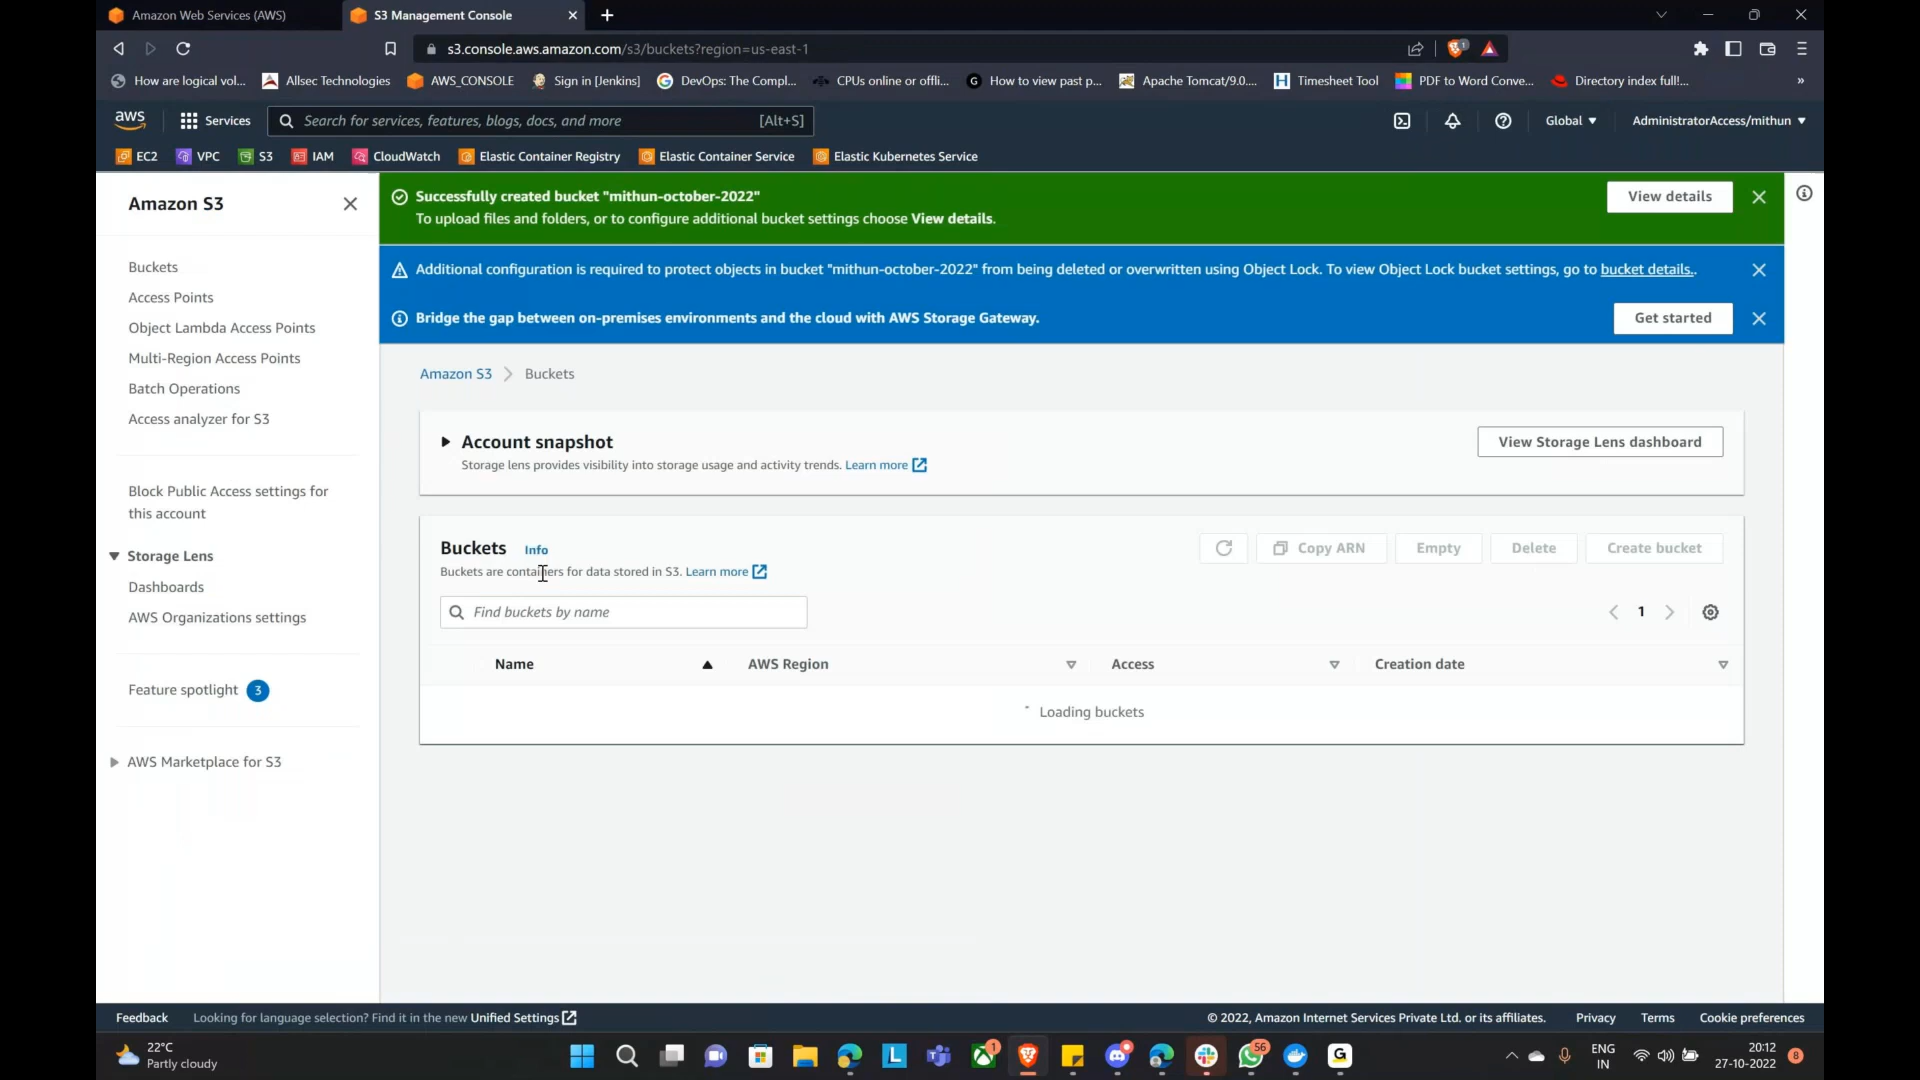 Amazon Web Services (AWS)
S3 Management Console
s3.console.aws.amazon.com/s3/buckets?region=us-east-1
1
How are logical vol...
Allsec Technologies
AWS_CONSOLE
Sign in [Jenkins]
DevOps: The Compl...
CPUs online or offli...
G
How to view past p...
Apache Tomcat/9.0....
H
Timesheet Tool
PDF to Word Conve...
Directory index full!...
»
aws
Services
Search for services, features, blogs, docs, and more
[Alt+S]
Global
AdministratorAccess/mithun
EC2
VPC
S3
IAM
CloudWatch
Elastic Container Registry
Elastic Container Service
Elastic Kubernetes Service
Amazon S3
Buckets
Access Points
Object Lambda Access Points
Multi-Region Access Points
Batch Operations
Access analyzer for S3
Block Public Access settings for
this account
Storage Lens
Dashboards
AWS Organizations settings
Feature spotlight 3
AWS Marketplace for S3
Successfully created bucket "mithun-october-2022"
To upload files and folders, or to configure additional bucket settings choose View details.
View details
Additional configuration is required to protect objects in bucket "mithun-october-2022" from being deleted or overwritten using Object Lock. To view Object Lock bucket settings, go to bucket details..
Bridge the gap between on-premises environments and the cloud with AWS Storage Gateway.
Get started
Amazon S3
Buckets
Account snapshot
Storage lens provides visibility into storage usage and activity trends. Learn more
View Storage Lens dashboard
Buckets Info
Buckets are containers for data stored in S3. Learn more
Copy ARN
Empty
Delete
Create bucket
Find buckets by name
1
Name
AWS Region
Access
Creation date
Loading buckets
Feedback
Looking for language selection? Find it in the new Unified Settings
© 2022, Amazon Internet Services Private Ltd. or its affiliates.
Privacy
Terms
Cookie preferences
22°C
Partly cloudy
L
1
56
G
ENG
IN
20:12
27-10-2022
8